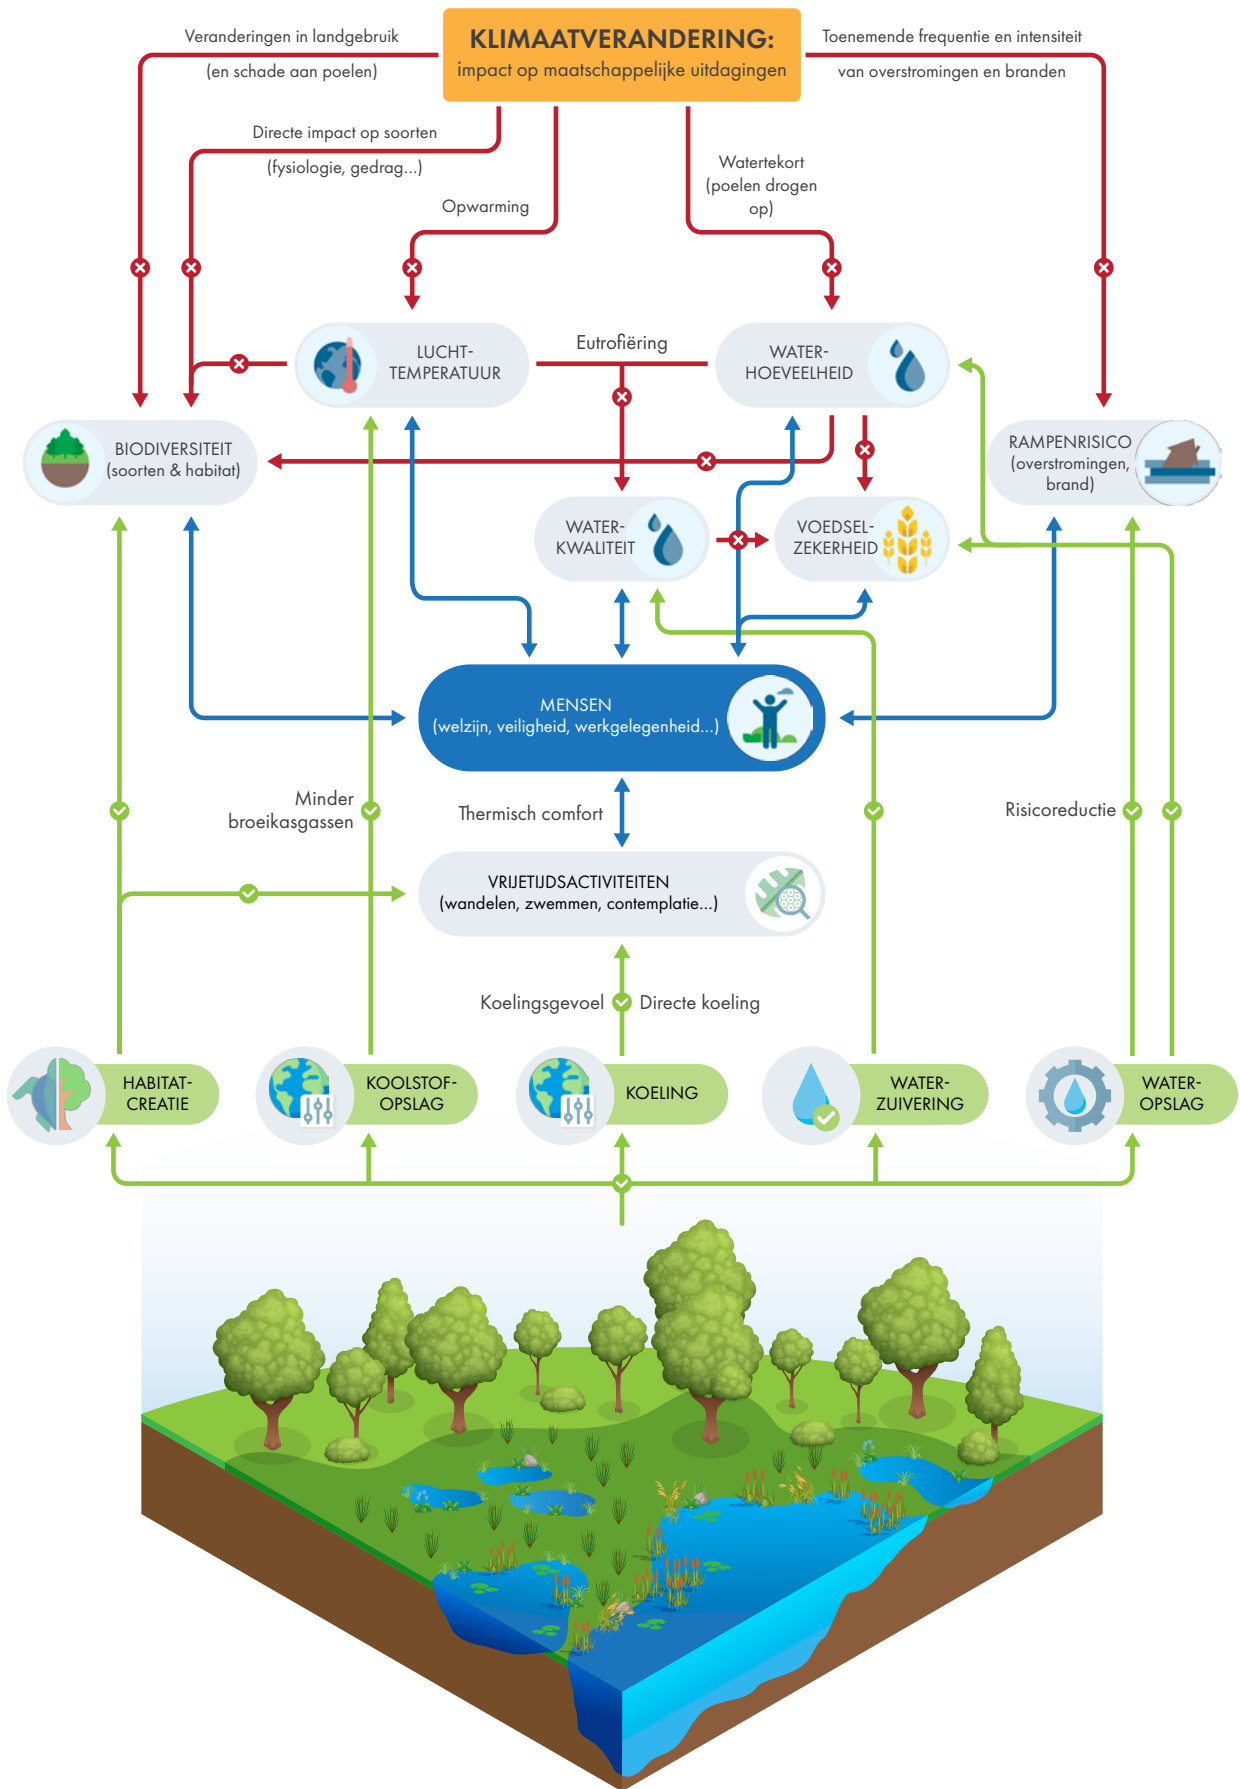 KLIMAATVERANDERING:
impact op maatschappelijke uitdagingen
Veranderingen in landgebruik
(en schade aan poelen)
Toenemende frequentie en intensiteit
van overstromingen en branden
Directe impact op soorten
(fysiologie, gedrag...)
Opwarming
Watertekort
(poelen drogen
op)
LUCHT-
TEMPERATUUR
Eutrofiëring
WATER-
HOEVEELHEID
BIODIVERSITEIT
(soorten & habitat)
RAMPENRISICO
(overstromingen,
brand)
WATER-
KWALITEIT
VOEDSEL-
ZEKERHEID
MENSEN
(welzijn, veiligheid, werkgelegenheid...)
Minder
broeikasgassen
Thermisch comfort
Risicoreductie
VRIJETIJDSACTIVITEITEN
(wandelen, zwemmen, contemplatie...)
Koelingsgevoel
Directe koeling
HABITAT-
CREATIE
KOOLSTOF-
OPSLAG
KOELING
WATER-
ZUIVERING
WATER-
OPSLAG